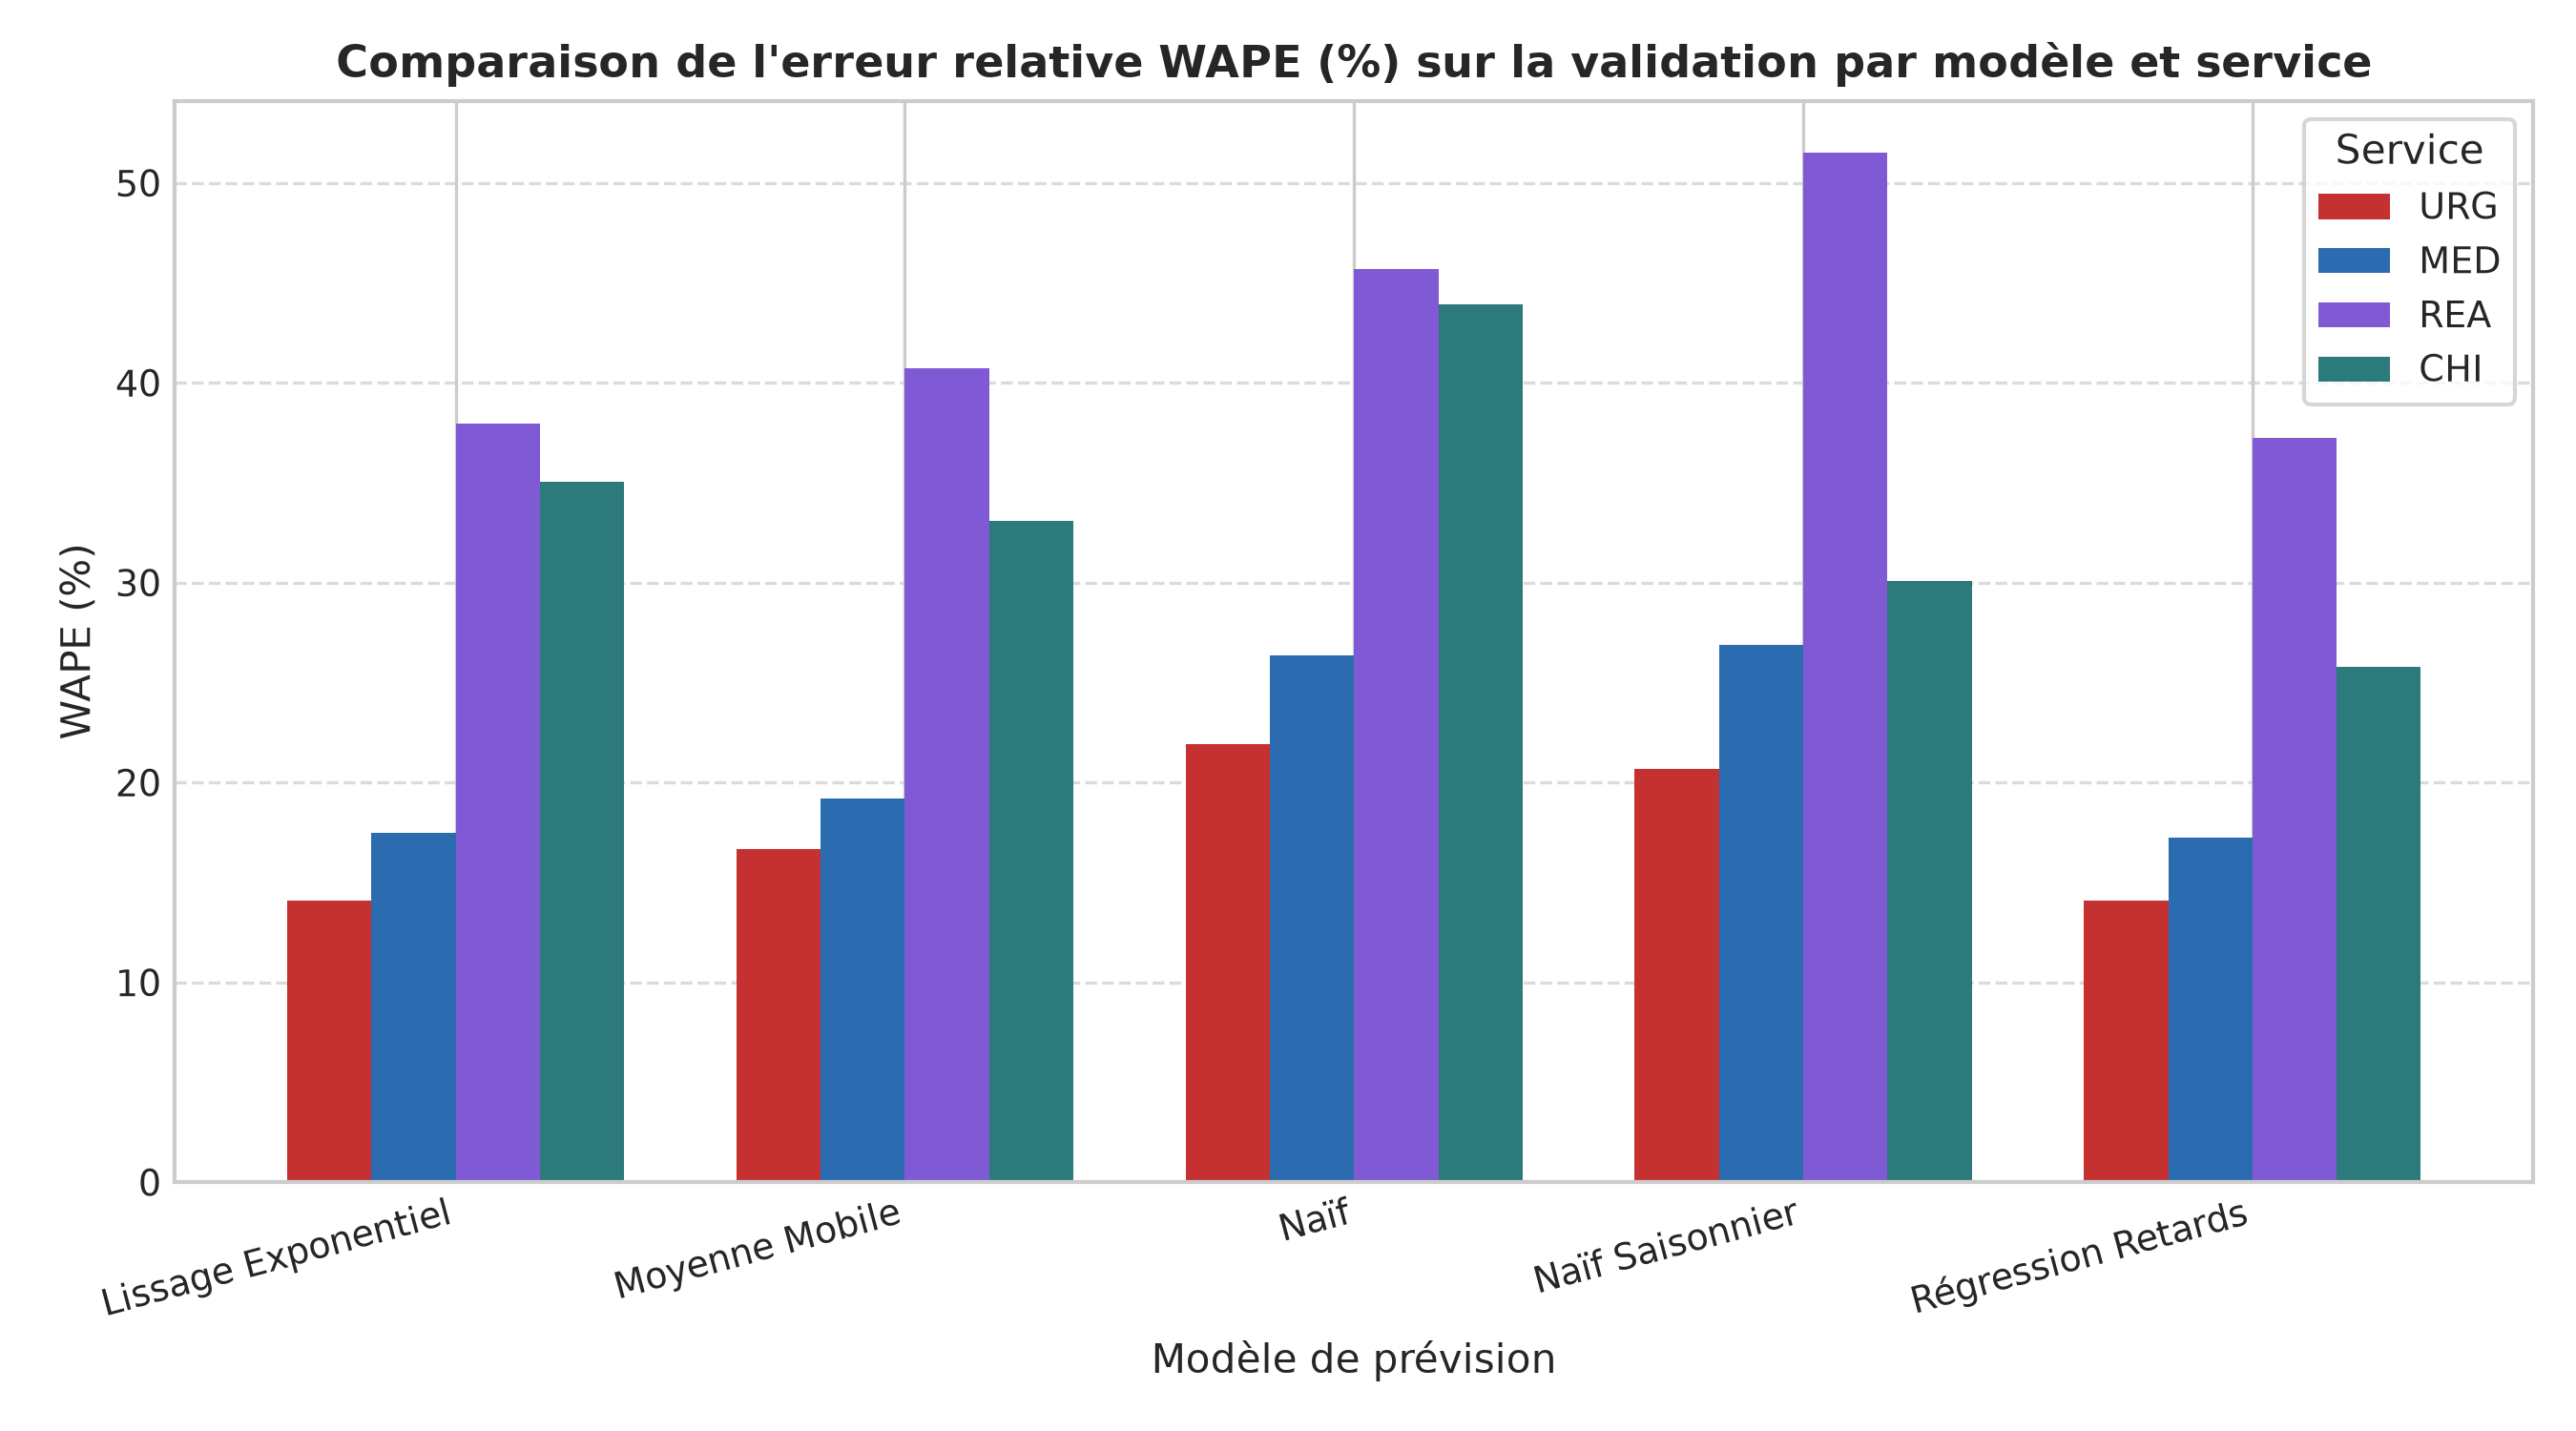 Comparaison de l'erreur relative WAPE (%) sur la validation par modèle et service
Service
URG
MED
REA
CHI
WAPE (%)
50
40
30
20
10
0
Lissage Exponentiel
Moyenne Mobile
Naïf
Naïf Saisonnier
Régression Retards
Modèle de prévision